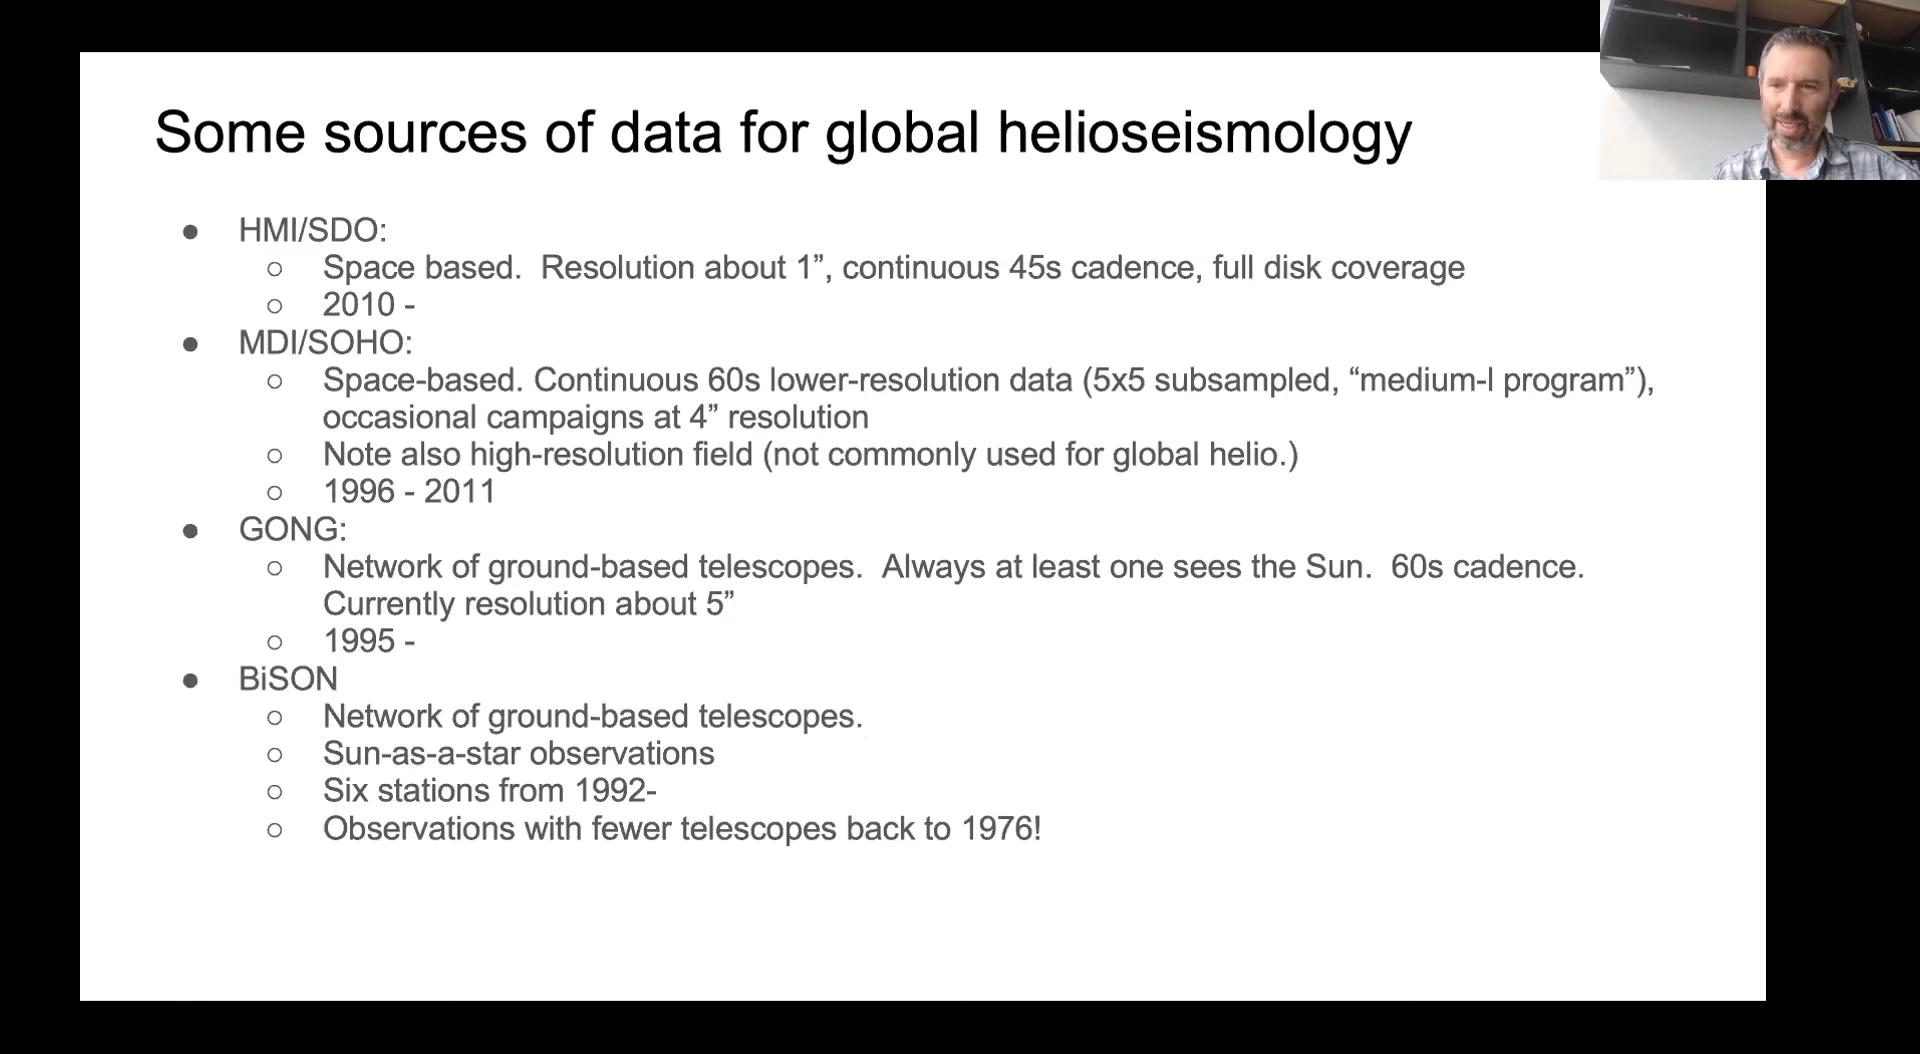 Some sources of data for global helioseismology
● HMI/SDO:
○ Space based.  Resolution about 1”, continuous 45s cadence, full disk coverage
○ 2010 -
● MDI/SOHO:
○ Space-based. Continuous 60s lower-resolution data (5x5 subsampled, “medium-l program”),
occasional campaigns at 4” resolution
○ Note also high-resolution field (not commonly used for global helio.)
○ 1996 - 2011
● GONG:
○ Network of ground-based telescopes.  Always at least one sees the Sun.  60s cadence.
Currently resolution about 5”
○ 1995 -
● BiSON
○ Network of ground-based telescopes.
○ Sun-as-a-star observations
○ Six stations from 1992-
○ Observations with fewer telescopes back to 1976!